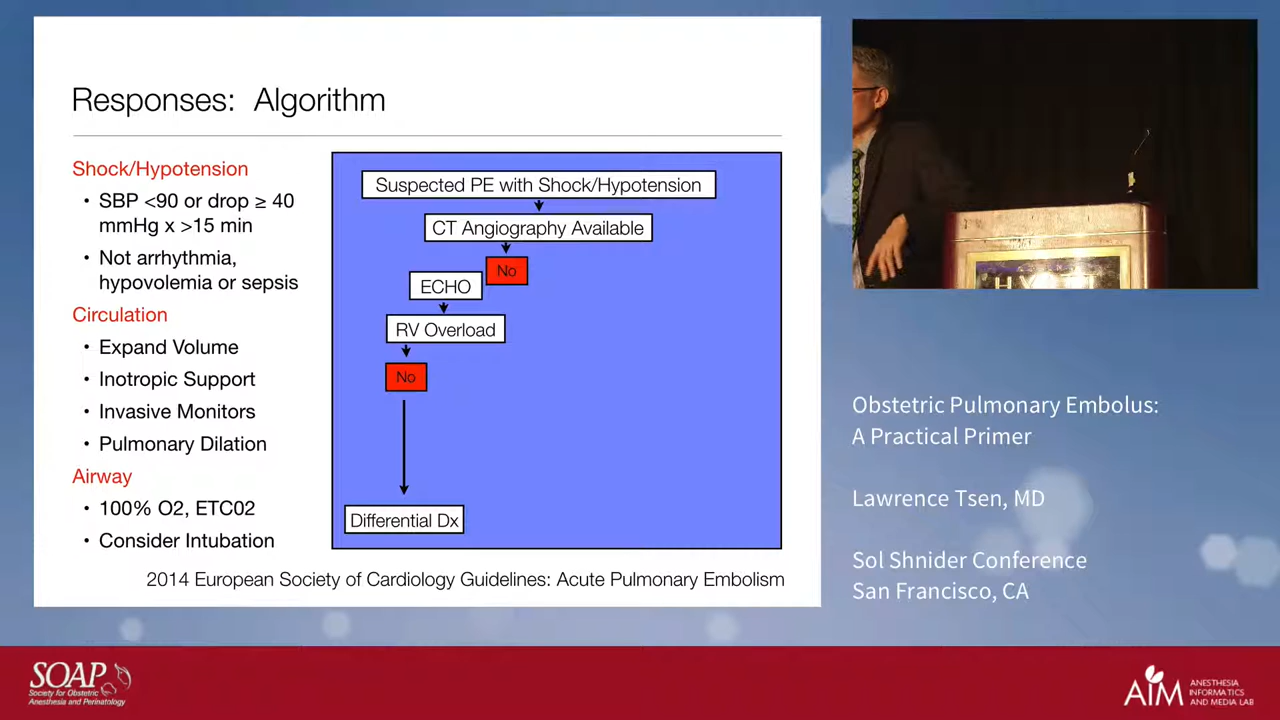 Responses: Algorithm
Shock/Hypotension
• SBP <90 or drop ≥ 40
mmHg x >15 min
• Not arrhythmia,
hypovolemia or sepsis
Circulation
• Expand Volume
• Inotropic Support
• Invasive Monitors
• Pulmonary Dilation
Airway
• 100% O2, ETC02
• Consider Intubation
Suspected PE with Shock/Hypotension
CT Angiography Available
No
ECHO
RV Overload
No
Differential Dx
2014 European Society of Cardiology Guidelines: Acute Pulmonary Embolism
Obstetric Pulmonary Embolus:
A Practical Primer
Lawrence Tsen, MD
Sol Shnider Conference
San Francisco, CA
SOAP
Society for Obstetric
Anesthesia and Perinatology
AIM
ANESTHESIA
INFORMATICS
AND MEDIA LAB